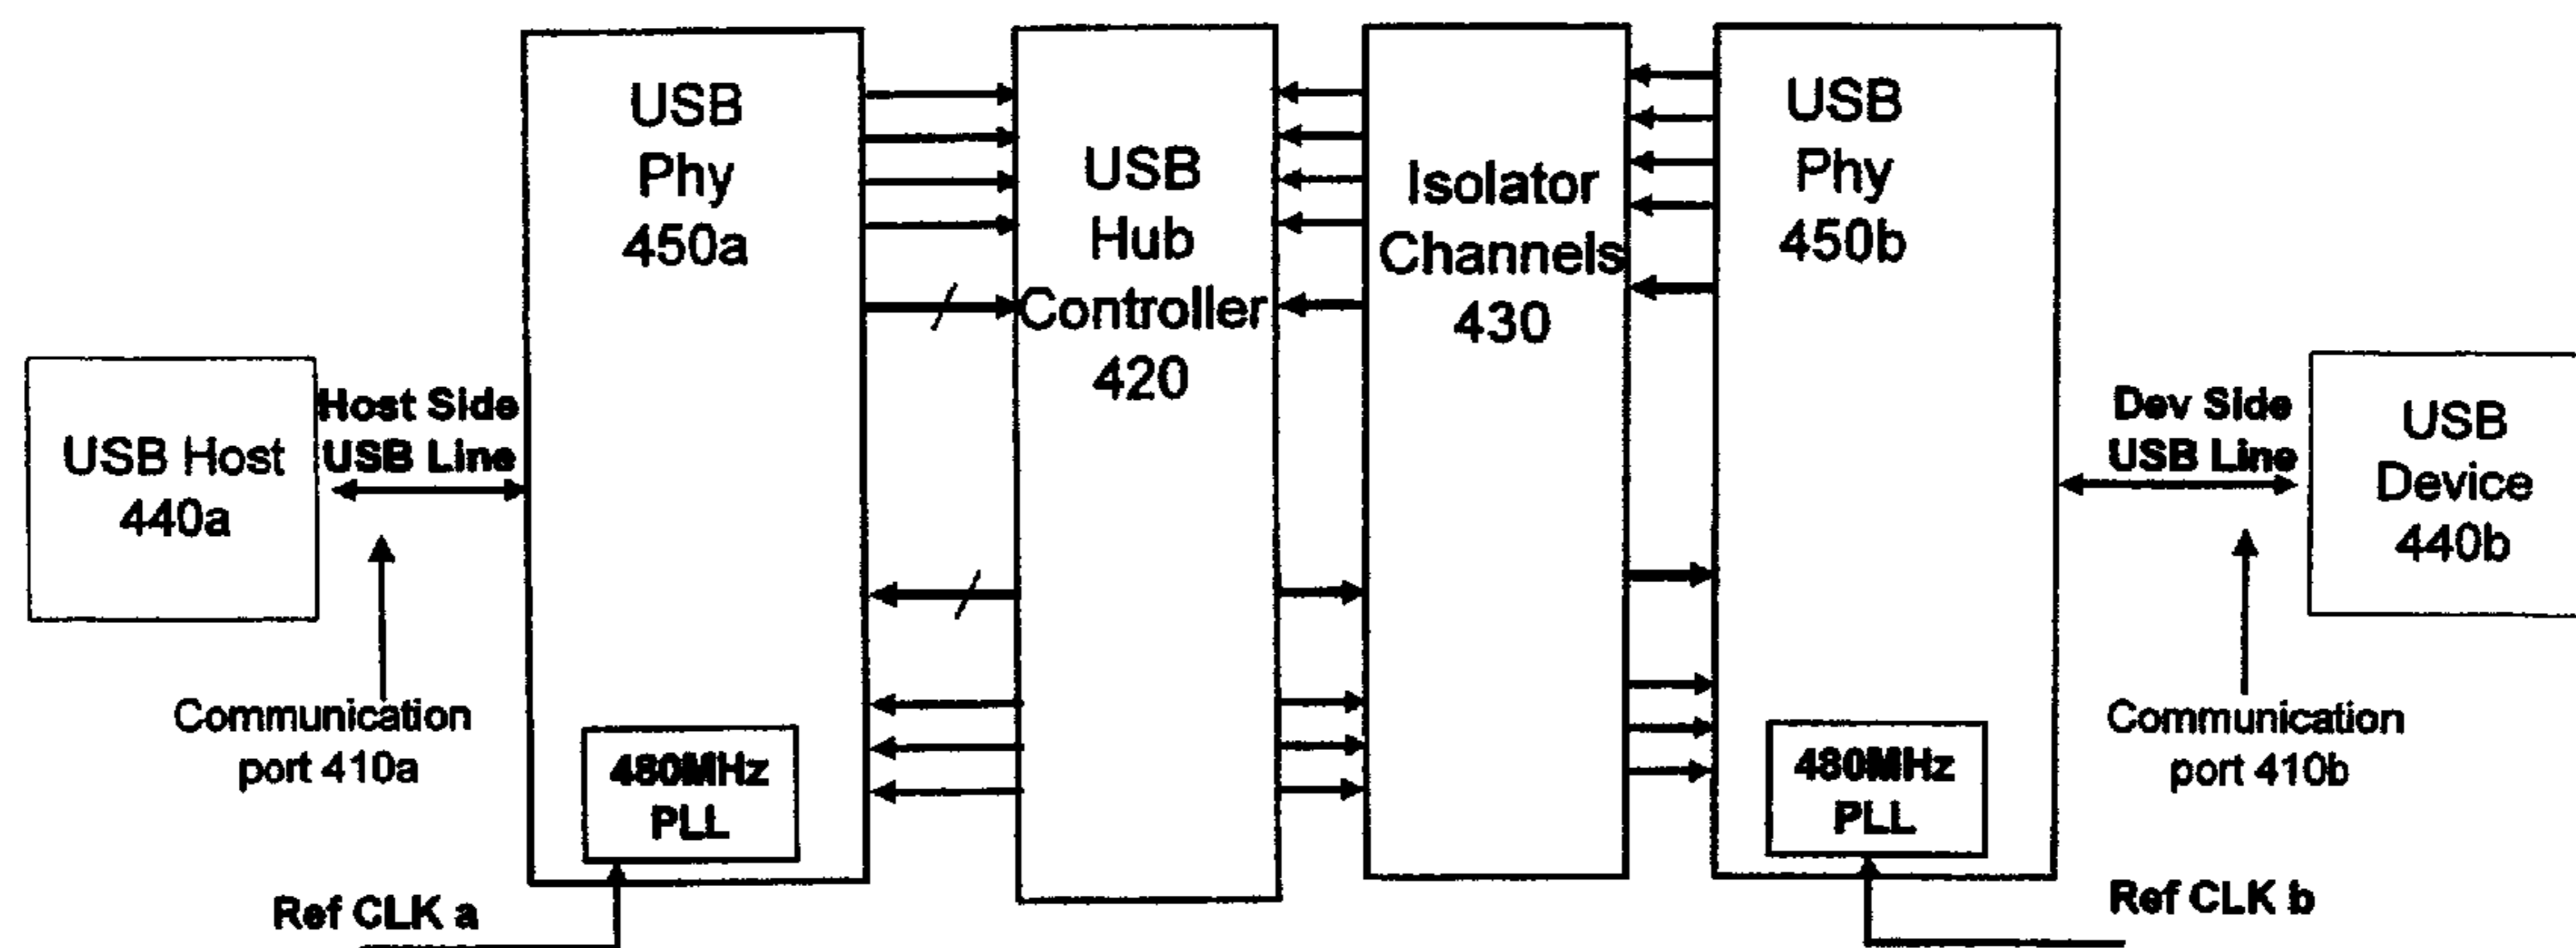 USB
Phy
450a
USB
Hub
Controller
420
Isolator
Channels
430
USB
Phy
450b
USB Host
440a
Host Side
USB Line
Dev Side
USB Line
USB
Device
440b
Communication
port 410a
480MHz
PLL
480MHz
PLL
Communication
port 410b
Ref CLK a
Ref CLK b